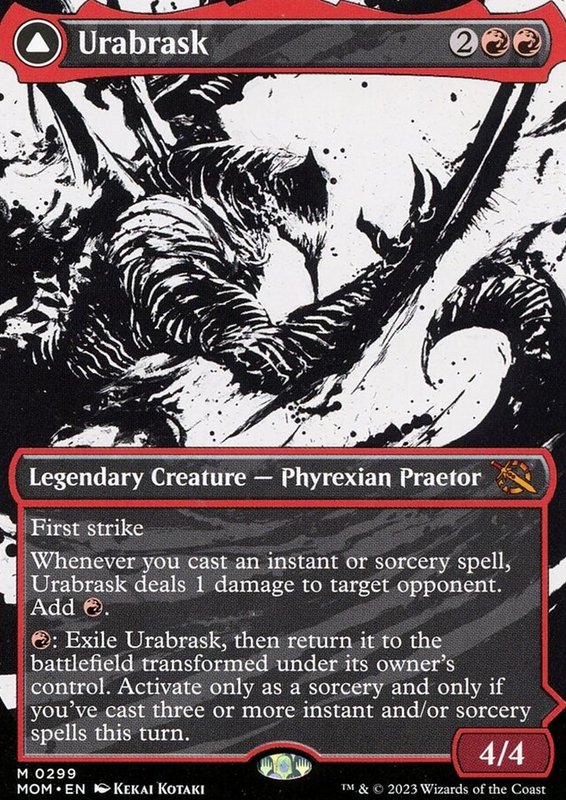 Urabrask 2
Legendary Creature — Phyrexian Praetor
First strike
Whenever you cast an instant or sorcery spell,
Urabrask deals 1 damage to target opponent.
Add .
: Exile Urabrask, then return it to the
battlefield transformed under its owner's
control. Activate only as a sorcery and only if
you've cast three or more instant and/or sorcery
spells this turn.
4/4
M 0299
MOM • EN Kekai Kotaki
™ & © 2023 Wizards of the Coast